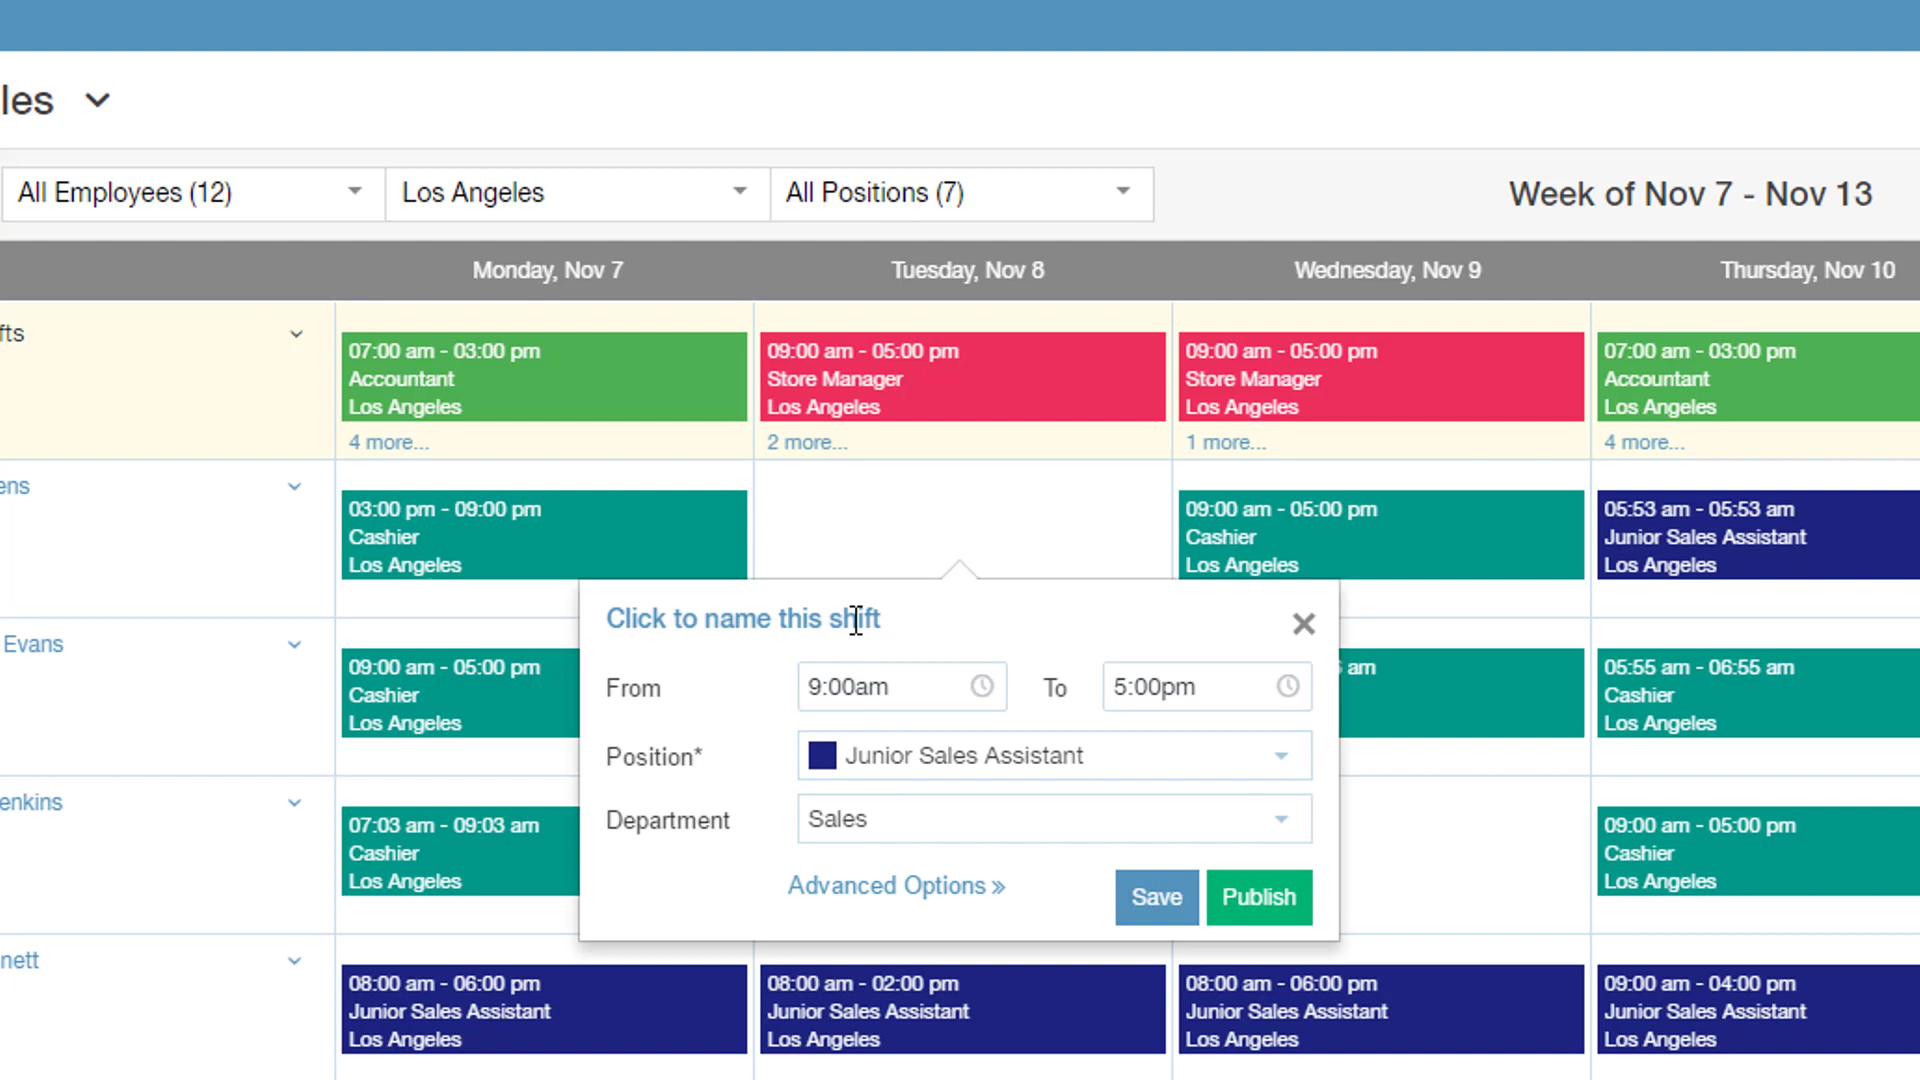 les
All Employees (12) Los Angeles All Positions (7) Week of Nov 7 - Nov 13
Monday, Nov 7 Tuesday, Nov 8 Wednesday, Nov 9 Thursday, Nov 10
fts
07:00 am - 03:00 pm
Accountant
Los Angeles
4 more...
09:00 am - 05:00 pm
Store Manager
Los Angeles
2 more...
09:00 am - 05:00 pm
Store Manager
Los Angeles
1 more...
07:00 am - 03:00 pm
Accountant
Los Angeles
4 more...
ens
03:00 pm - 09:00 pm
Cashier
Los Angeles
09:00 am - 05:00 pm
Cashier
Los Angeles
05:53 am - 05:53 am
Junior Sales Assistant
Los Angeles
Click to name this shift
From 9:00am To 5:00pm
Position* Junior Sales Assistant
Department Sales
Advanced Options »
Save Publish
Evans
09:00 am - 05:00 pm
Cashier
Los Angeles
am
05:55 am - 06:55 am
Cashier
Los Angeles
enkins
07:03 am - 09:03 am
Cashier
Los Angeles
09:00 am - 05:00 pm
Cashier
Los Angeles
nett
08:00 am - 06:00 pm
Junior Sales Assistant
Los Angeles
08:00 am - 02:00 pm
Junior Sales Assistant
Los Angeles
08:00 am - 06:00 pm
Junior Sales Assistant
Los Angeles
09:00 am - 04:00 pm
Junior Sales Assistant
Los Angeles